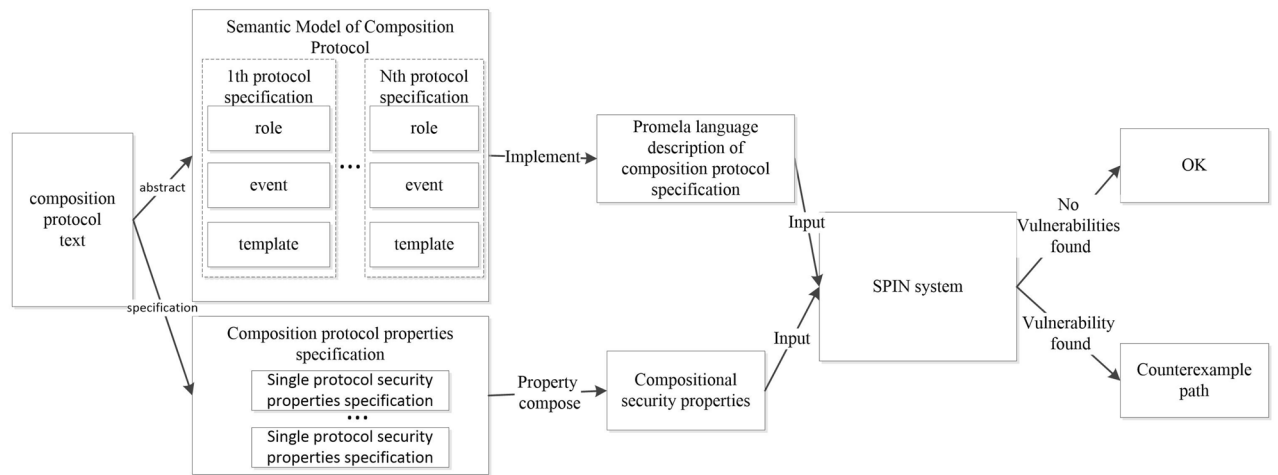 composition
protocol
text
abstract
specification
Semantic Model of Composition
Protocol
1th protocol
specification
role
event
template
...
Nth protocol
specification
role
event
template
Composition protocol properties
specification
Single protocol security
properties specification
...
Single protocol security
properties specification
Implement
Property
compose
Promela language
description of
composition protocol
specification
Compositional
security properties
Input
Input
SPIN system
No
Vulnerabilities
found
Vulnerability
found
OK
Counterexample
path